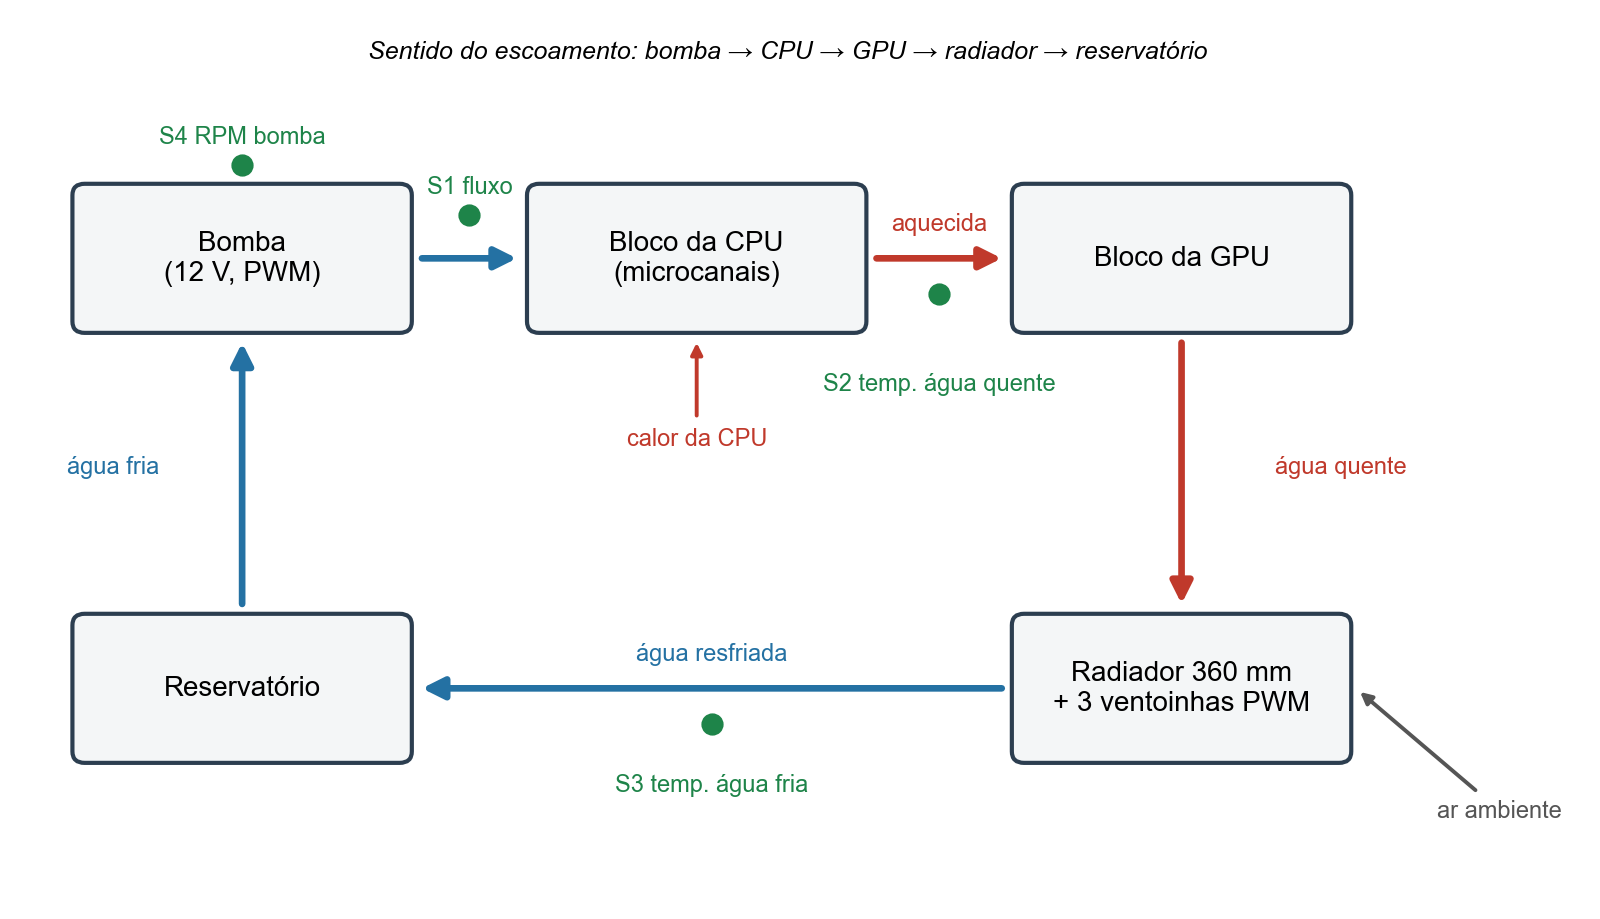 Sentido do escoamento: bomba → CPU → GPU → radiador → reservatório
S4 RPM bomba
S1 fluxo
Bomba
(12 V, PWM)
Bloco da CPU
(microcanais)
aquecida
Bloco da GPU
S2 temp. água quente
calor da CPU
água fria
água quente
Reservatório
água resfriada
Radiador 360 mm
+ 3 ventoinhas PWM
S3 temp. água fria
ar ambiente